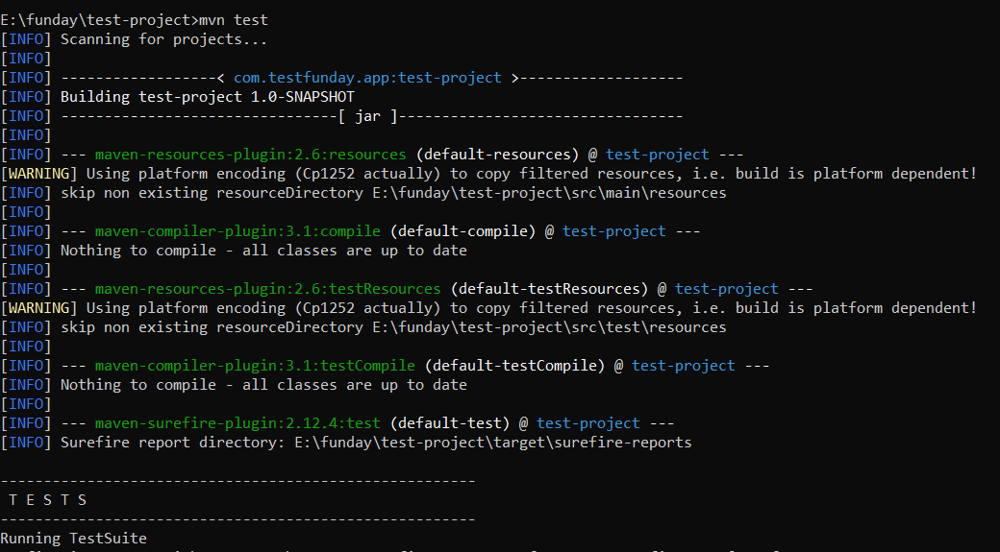 E:\funday\test-project>mvn test
[INFO] Scanning for projects...
[INFO]
[INFO] ------------------< com.testfunday.app:test-project >-------------------
[INFO] Building test-project 1.0-SNAPSHOT
[INFO] --------------------------------[ jar ]---------------------------------
[INFO]
[INFO] --- maven-resources-plugin:2.6:resources (default-resources) @ test-project ---
[WARNING] Using platform encoding (Cp1252 actually) to copy filtered resources, i.e. build is platform dependent!
[INFO] skip non existing resourceDirectory E:\funday\test-project\src\main\resources
[INFO]
[INFO] --- maven-compiler-plugin:3.1:compile (default-compile) @ test-project ---
[INFO] Nothing to compile - all classes are up to date
[INFO]
[INFO] --- maven-resources-plugin:2.6:testResources (default-testResources) @ test-project ---
[WARNING] Using platform encoding (Cp1252 actually) to copy filtered resources, i.e. build is platform dependent!
[INFO] skip non existing resourceDirectory E:\funday\test-project\src\test\resources
[INFO]
[INFO] --- maven-compiler-plugin:3.1:testCompile (default-testCompile) @ test-project ---
[INFO] Nothing to compile - all classes are up to date
[INFO]
[INFO] --- maven-surefire-plugin:2.12.4:test (default-test) @ test-project ---
[INFO] Surefire report directory: E:\funday\test-project\target\surefire-reports
-------------------------------------------------------
T E S T S
-------------------------------------------------------
Running TestSuite